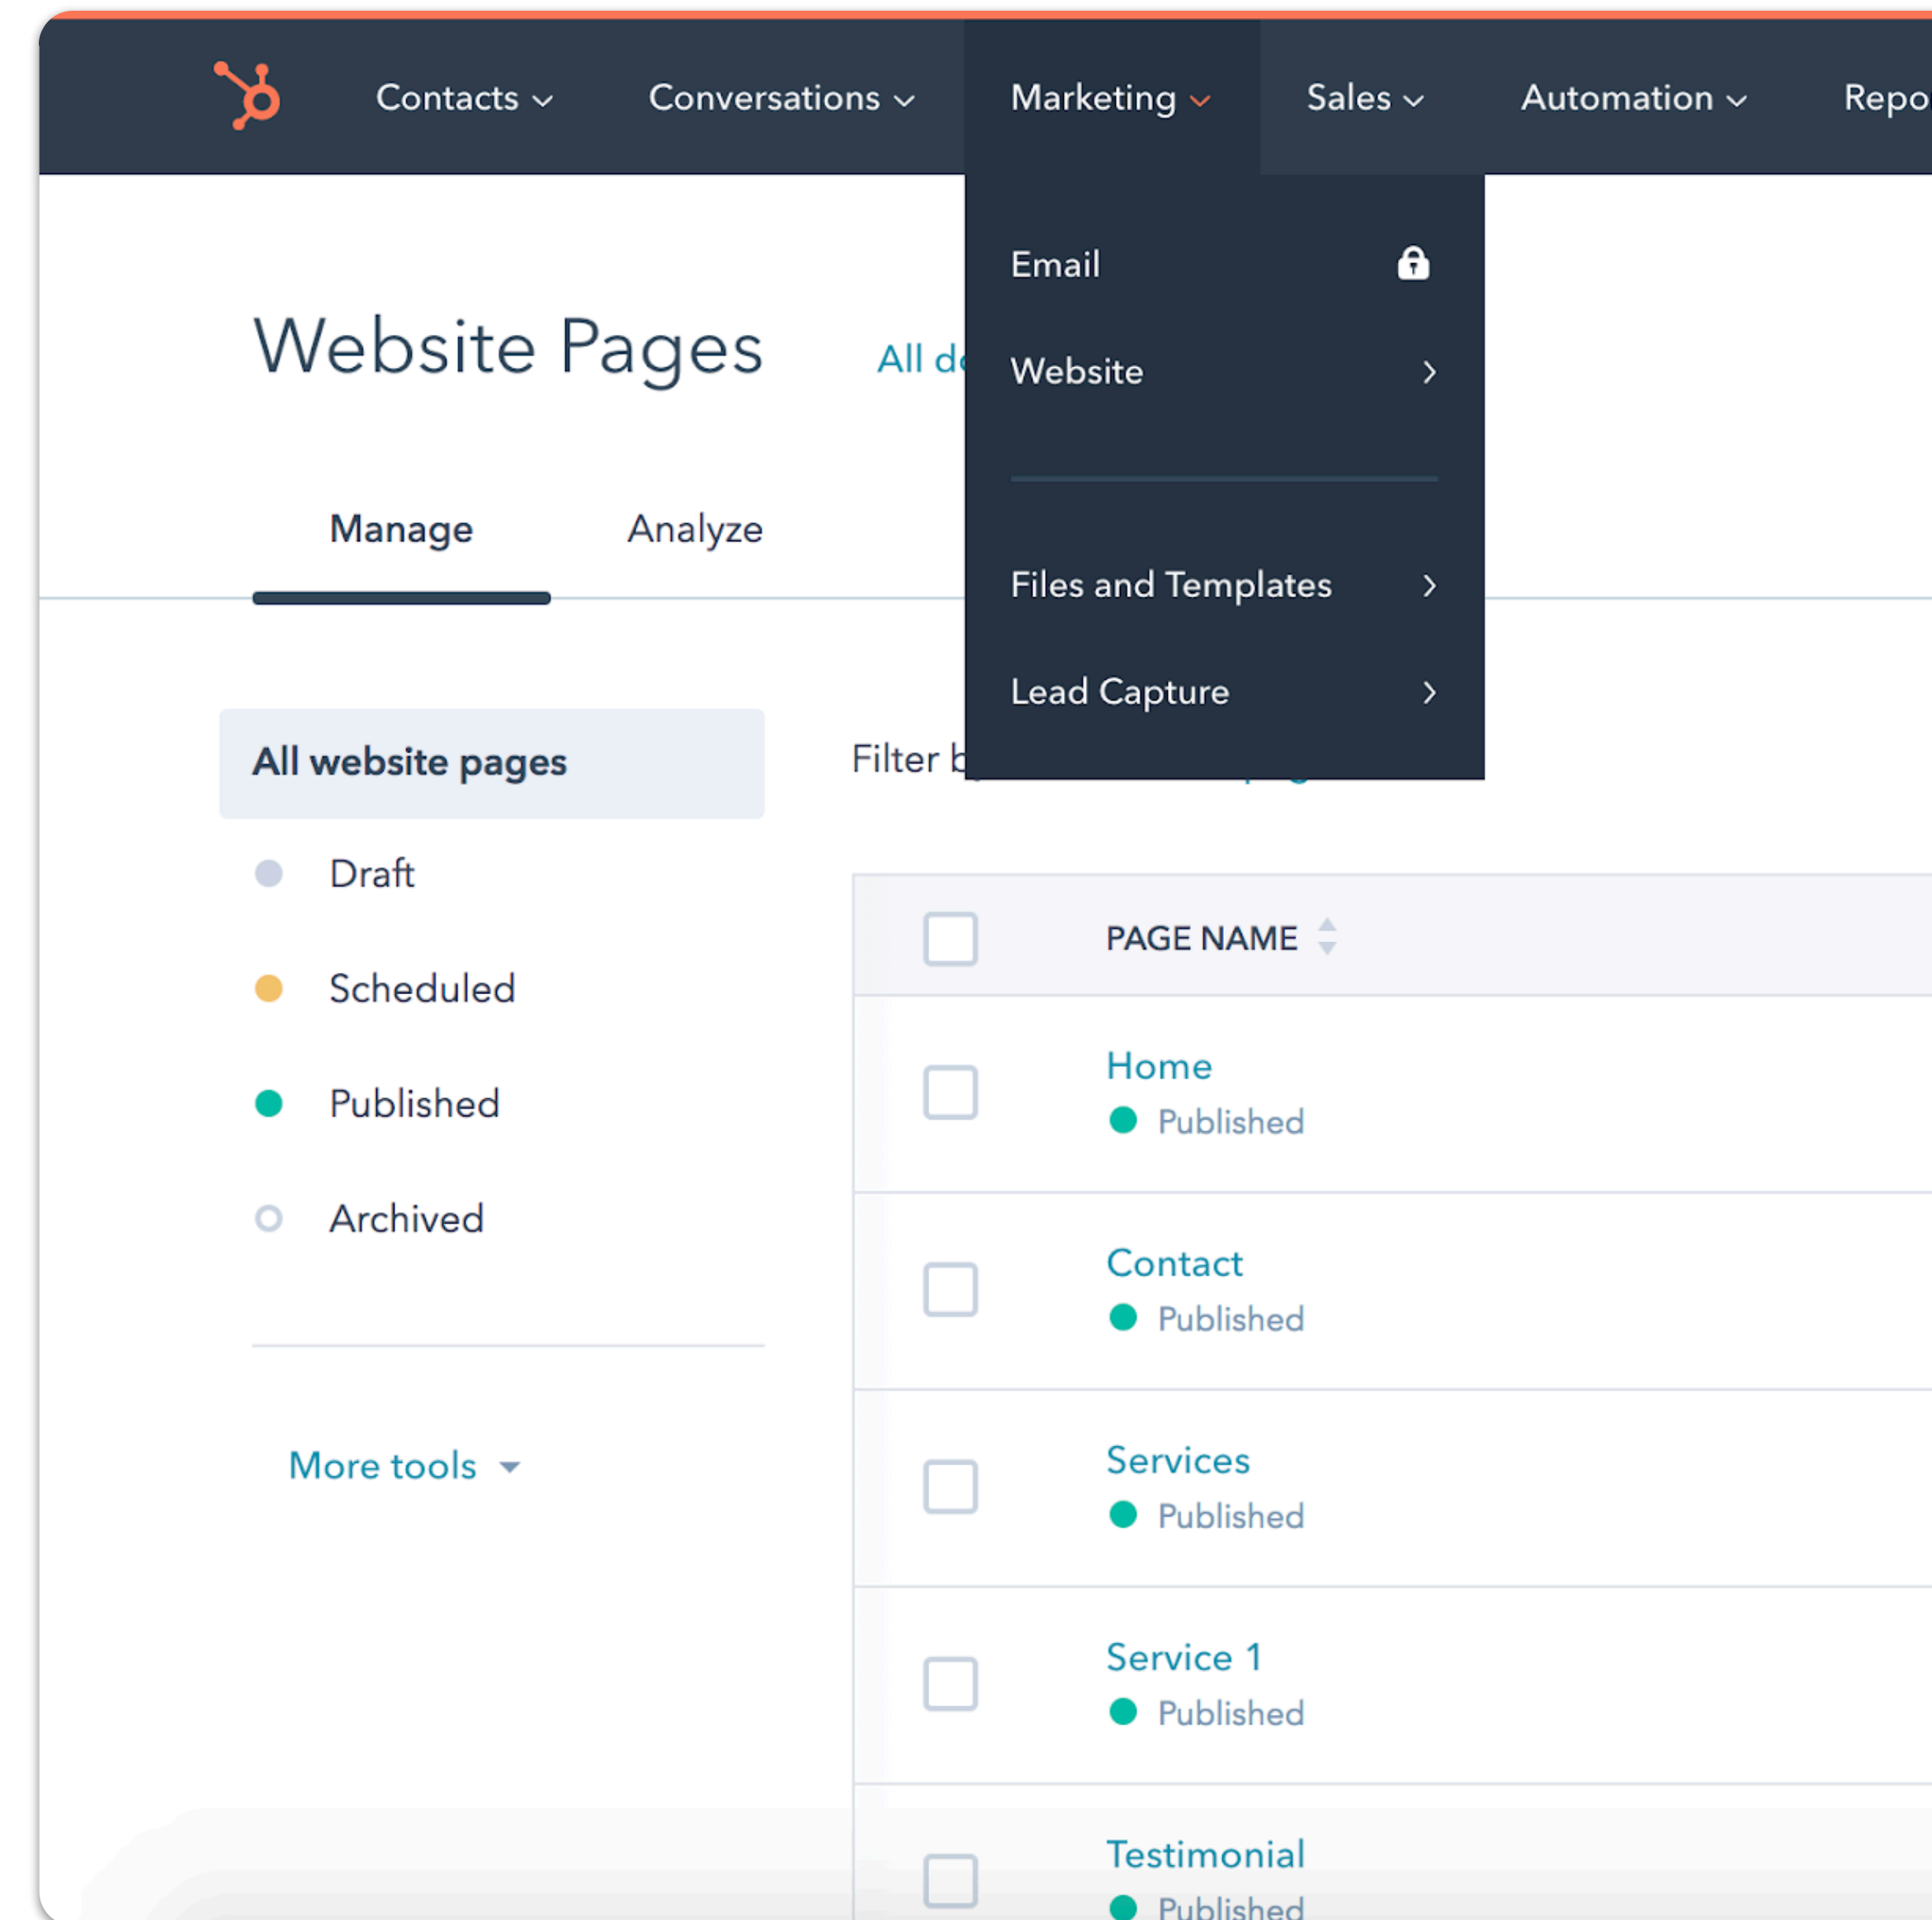 Contacts
Conversations
Marketing
Sales
Automation
Email
Website
Files and Templates
Lead Capture
Website Pages
All
Manage
Analyze
All website pages
Draft
Scheduled
Published
Archived
More tools
Filter
PAGE NAME
Home
Published
Contact
Published
Services
Published
Service 1
Published
Testimonial
Published